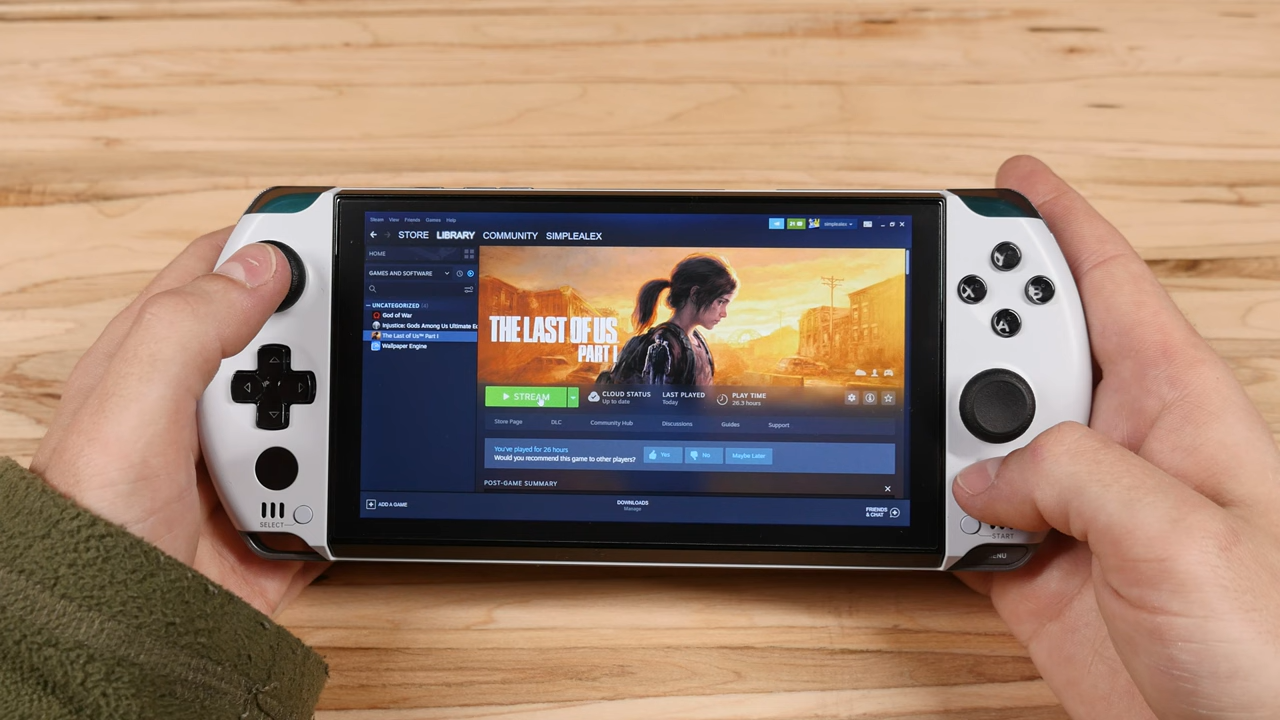 Steam View Friends Games Help
simplealex
STORE LIBRARY COMMUNITY SIMPLEALEX
HOME
GAMES AND SOFTWARE
UNCATEGORIZED (4)
God of War
Injustice: Gods Among Us Ultimate Ed
The Last of Us™ Part I
Wallpaper Engine
THE LAST OF US
PART I
STREAM
CLOUD STATUS
Up to date
LAST PLAYED
Today
PLAY TIME
26.3 hours
Store Page DLC Community Hub Discussions Guides Support
You've played for 26 hours
Would you recommend this game to other players?
Yes No Maybe Later
POST-GAME SUMMARY
ADD A GAME
DOWNLOADS
Manage
FRIENDS
& CHAT
SELECT
Y
X
B
A
START
ENU